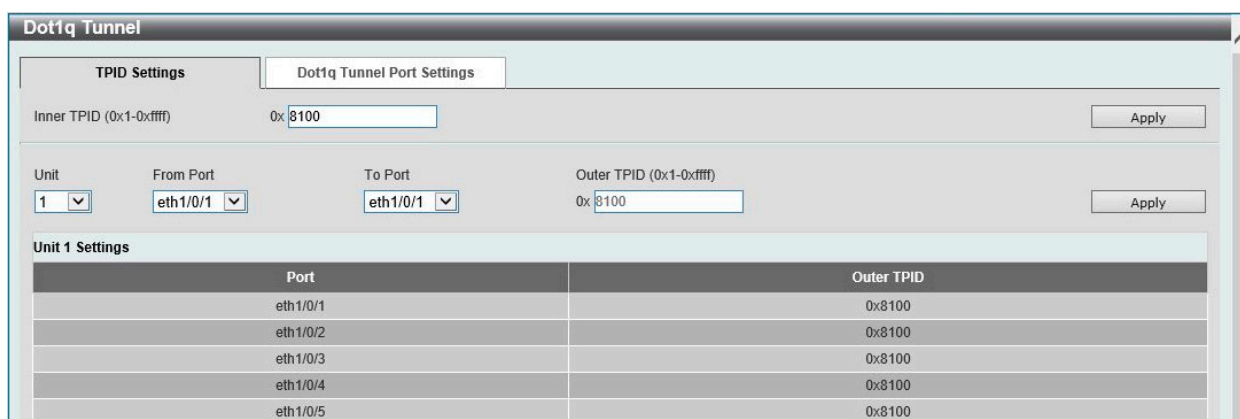 Dot1q Tunnel
TPID Settings Dot1q Tunnel Port Settings
Inner TPID (0x1-0xffff) 0x 8100 Apply
Unit From Port To Port Outer TPID (0x1-0xffff)
1 eth1/0/1 eth1/0/1 0x 8100 Apply
Unit 1 Settings
Port Outer TPID
eth1/0/1 0x8100
eth1/0/2 0x8100
eth1/0/3 0x8100
eth1/0/4 0x8100
eth1/0/5 0x8100